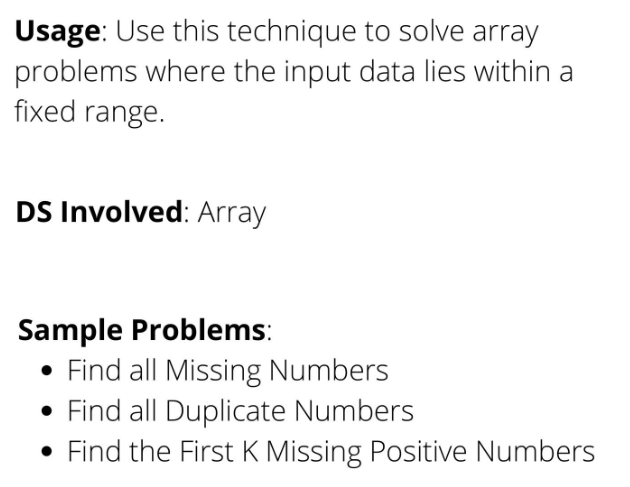 Usage: Use this technique to solve array
problems where the input data lies within a
fixed range.
DS Involved: Array
Sample Problems:
• Find all Missing Numbers
• Find all Duplicate Numbers
• Find the First K Missing Positive Numbers